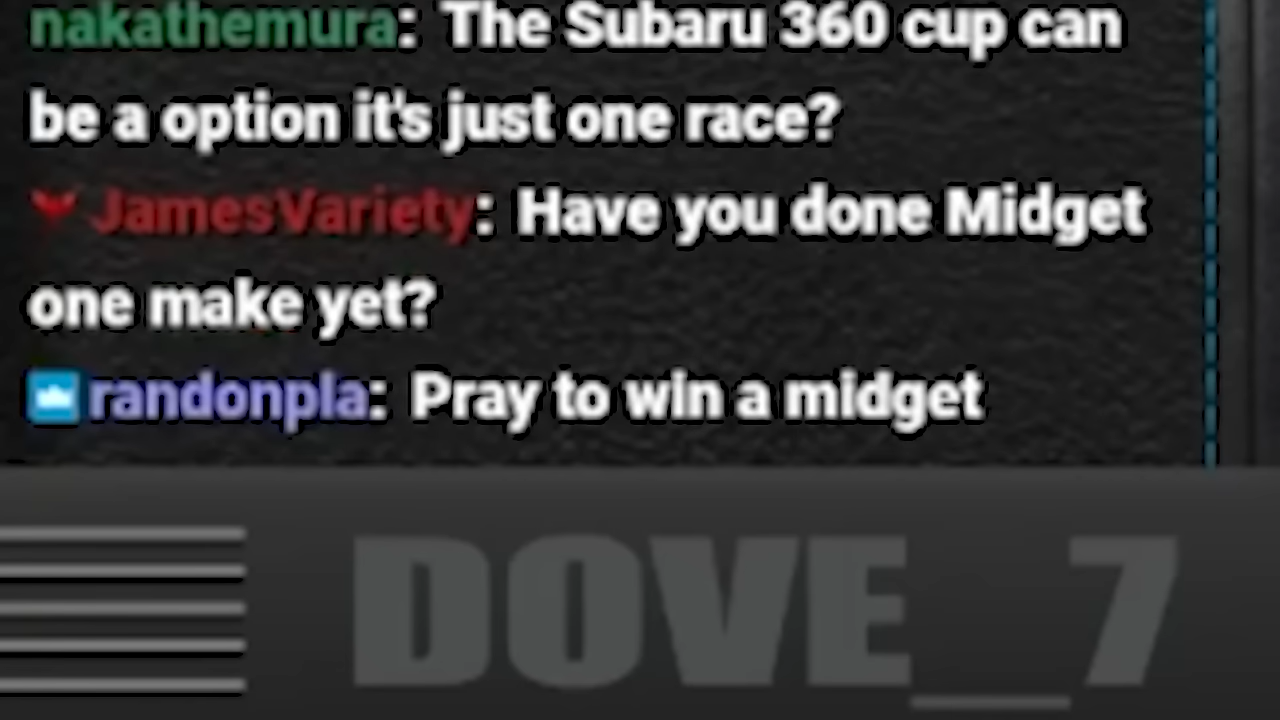 nakathemura: The Subaru 360 cup can
be a option it's just one race?
JamesVariety: Have you done Midget
one make yet?
randonpla: Pray to win a midget
DOVE_7